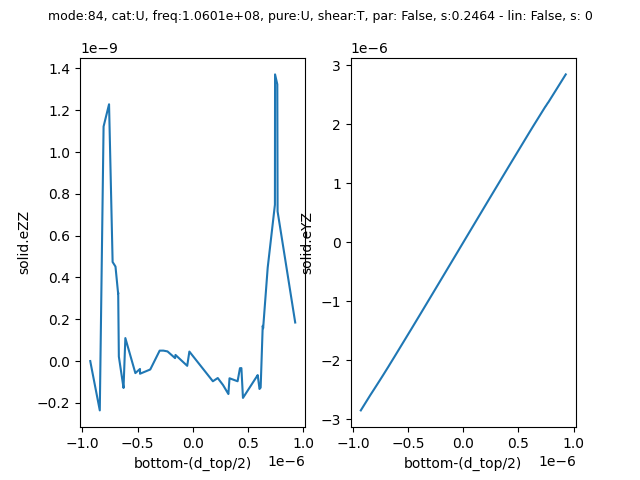 mode:84, cat:U, freq:1.0601e+08, pure:U, shear:T, par: False, s:0.2464 - lin: False, s: 0
1e−9
1.4
1.2
1.0
0.8
0.6
0.4
0.2
0.0
−0.2
solid.eZZ
−1.0 −0.5 0.0 0.5 1.0
bottom-(d_top/2) 1e−6
1e−6
3
2
1
0
−1
−2
−3
solid.eYZ
−1.0 −0.5 0.0 0.5 1.0
bottom-(d_top/2) 1e−6